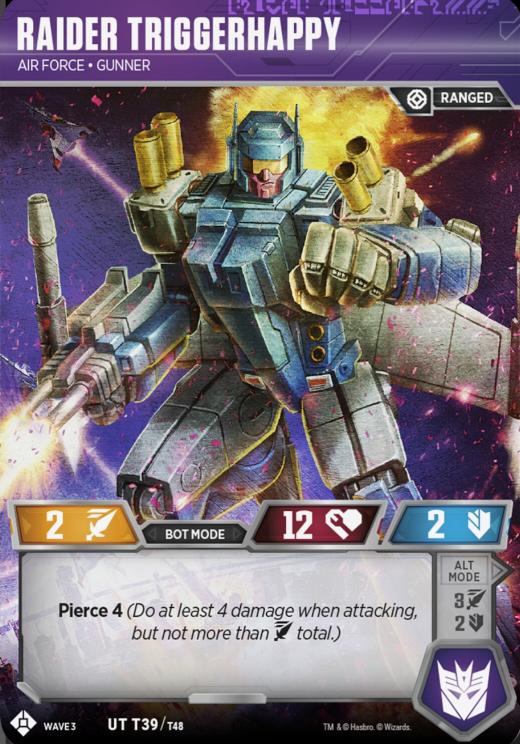 RAIDER TRIGGERHAPPY
AIR FORCE • GUNNER
RANGED
2
BOT MODE
12
2
ALT
MODE
3
2
Pierce 4 (Do at least 4 damage when attacking,
but not more than total.)
WAVE 3
UT T39/T48
TM & © Hasbro. © Wizards.